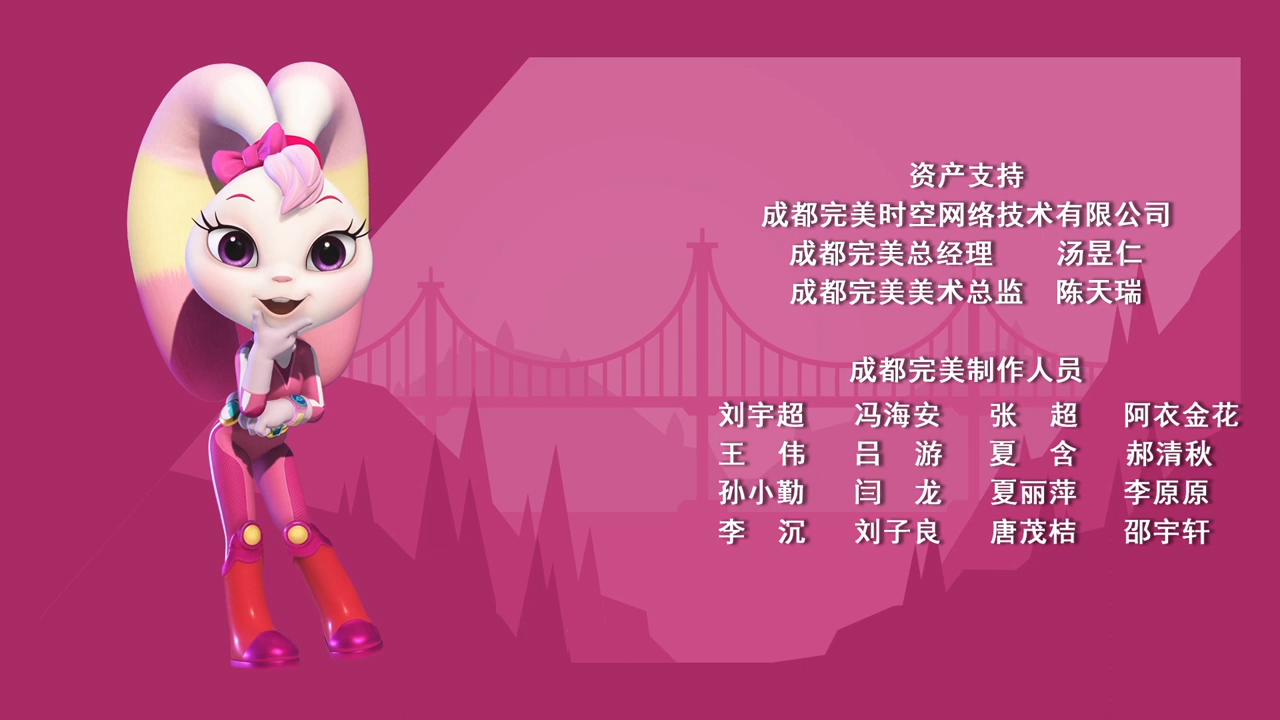 资产支持
成都完美时空网络技术有限公司
成都完美总经理 汤昱仁
成都完美美术总监 陈天瑞
成都完美制作人员
刘宇超 冯海安 张 超 阿衣金花
王 伟 吕 游 夏 含 郝清秋
孙小勤 闫 龙 夏丽萍 李原原
李 沉 刘子良 唐茂桔 邵宇轩